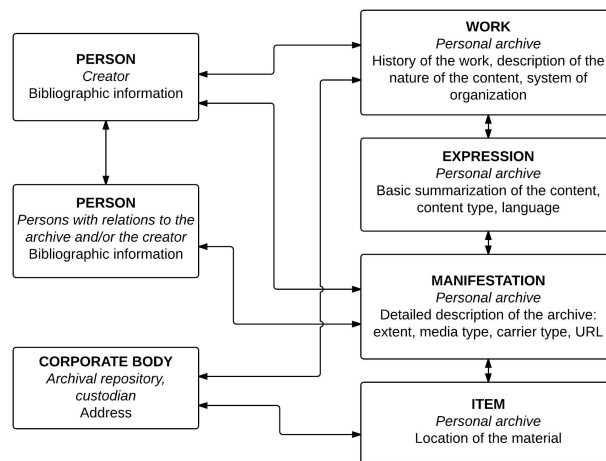 PERSON
Creator
Bibliographic information
PERSON
Persons with relations to the
archive and/or the creator
Bibliographic information
CORPORATE BODY
Archival repository,
custodian
Address
WORK
Personal archive
History of the work, description of the
nature of the content, system of
organization
EXPRESSION
Personal archive
Basic summarization of the content,
content type, language
MANIFESTATION
Personal archive
Detailed description of the archive:
extent, media type, carrier type, URL
ITEM
Personal archive
Location of the material